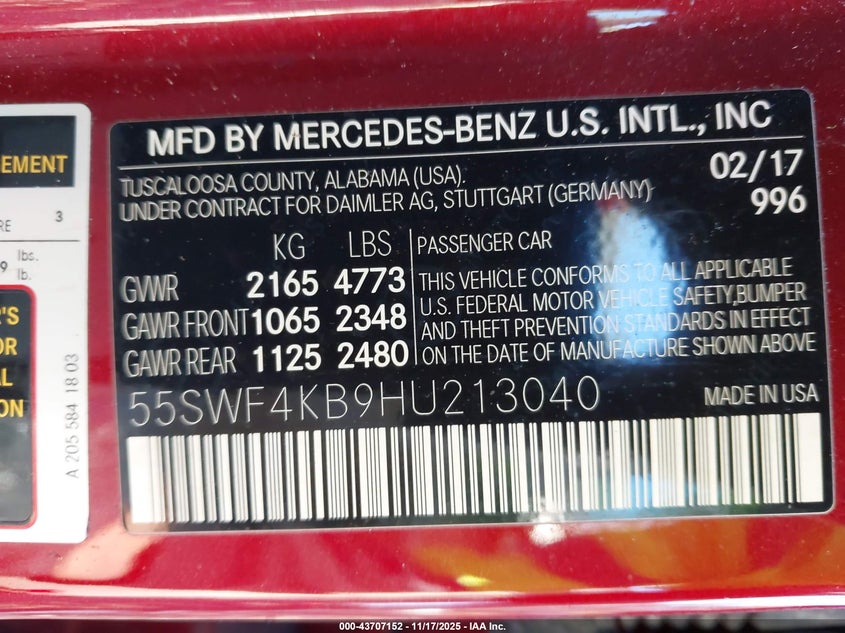 EMENT
RE 3
9 lbs.
lb.
R'S
OR
AL
ION
A 205 584 18 03
MFD BY MERCEDES-BENZ U.S. INTL., INC
TUSCALOOSA COUNTY, ALABAMA (USA). 02/17
UNDER CONTRACT FOR DAIMLER AG, STUTTGART (GERMANY) 996
KG LBS PASSENGER CAR
GVWR 2165 4773
GAWR FRONT 1065 2348
GAWR REAR 1125 2480
THIS VEHICLE CONFORMS TO ALL APPLICABLE
U.S. FEDERAL MOTOR VEHICLE SAFETY,BUMPER
AND THEFT PREVENTION STANDARDS IN EFFECT
ON THE DATE OF MANUFACTURE SHOWN ABOVE
55SWF4KB9HU213040 MADE IN USA
000-43707152 - 11/17/2025 - IAA Inc.